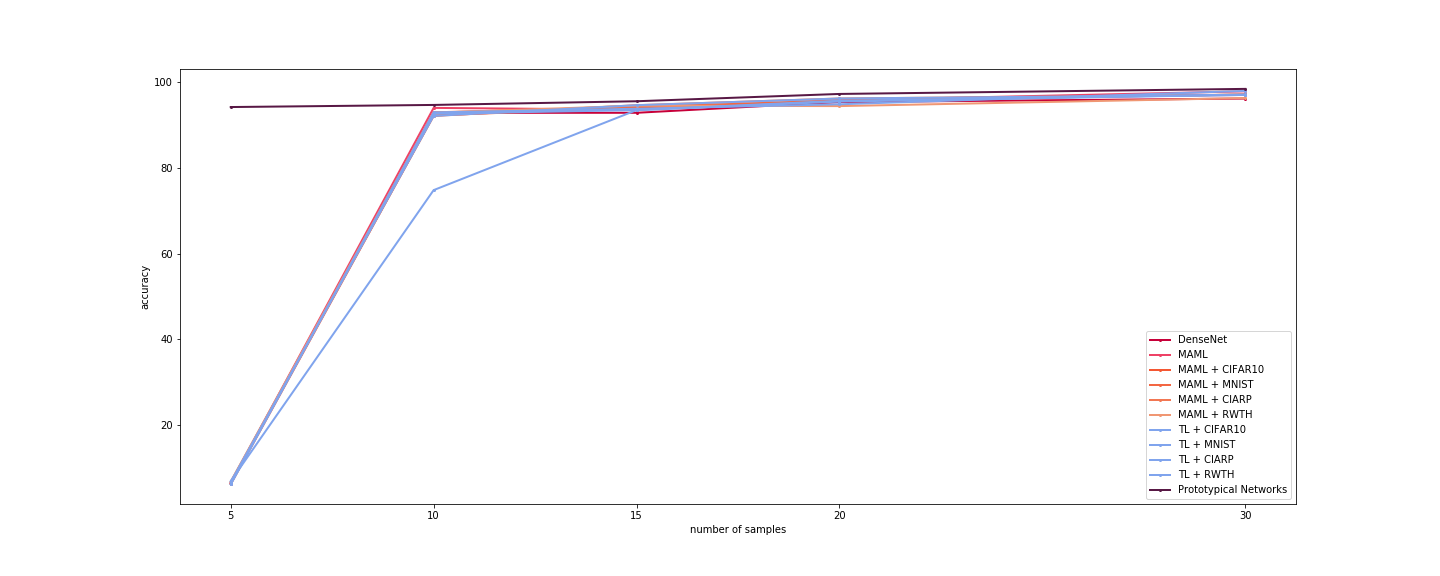 100
80
60
40
20
accuracy
5
10
15
20
30
number of samples
DenseNet
MAML
MAML + CIFAR10
MAML + MNIST
MAML + CIARP
MAML + RWTH
TL + CIFAR10
TL + MNIST
TL + CIARP
TL + RWTH
Prototypical Networks